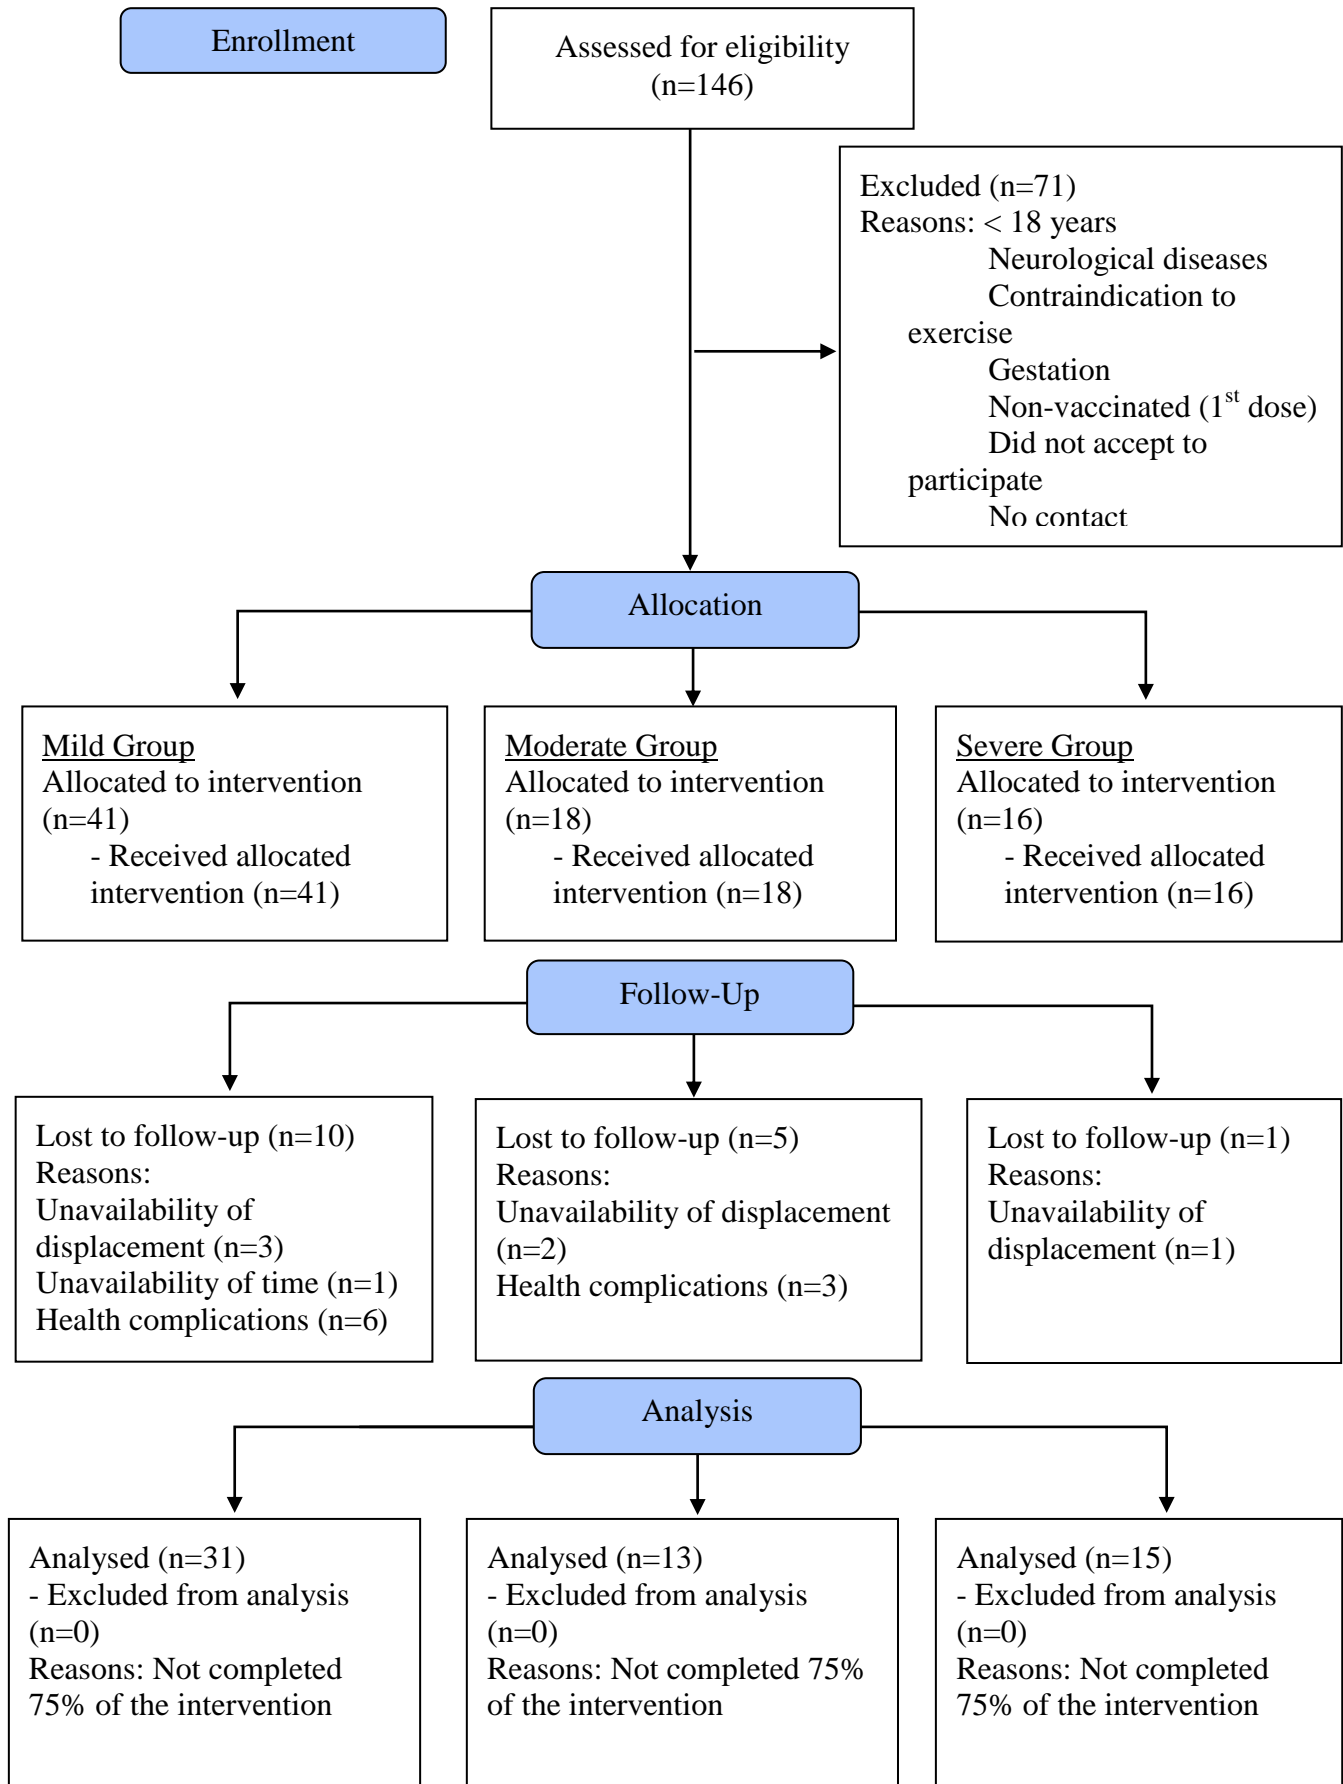 Enrollment
Assessed for eligibility
(n=146)
Excluded (n=71)
Reasons: < 18 years
Neurological diseases
Contraindication to
exercise
Gestation
Non-vaccinated (1st dose)
Did not accept to
participate
No contact
Allocation
Mild Group
Allocated to intervention
(n=41)
- Received allocated
intervention (n=41)
Moderate Group
Allocated to intervention
(n=18)
- Received allocated
intervention (n=18)
Severe Group
Allocated to intervention
(n=16)
- Received allocated
intervention (n=16)
Follow-Up
Lost to follow-up (n=10)
Reasons:
Unavailability of
displacement (n=3)
Unavailability of time (n=1)
Health complications (n=6)
Lost to follow-up (n=5)
Reasons:
Unavailability of displacement
(n=2)
Health complications (n=3)
Lost to follow-up (n=1)
Reasons:
Unavailability of
displacement (n=1)
Analysis
Analysed (n=31)
- Excluded from analysis
(n=0)
Reasons: Not completed
75% of the intervention
Analysed (n=13)
- Excluded from analysis
(n=0)
Reasons: Not completed 75%
of the intervention
Analysed (n=15)
- Excluded from analysis
(n=0)
Reasons: Not completed
75% of the intervention